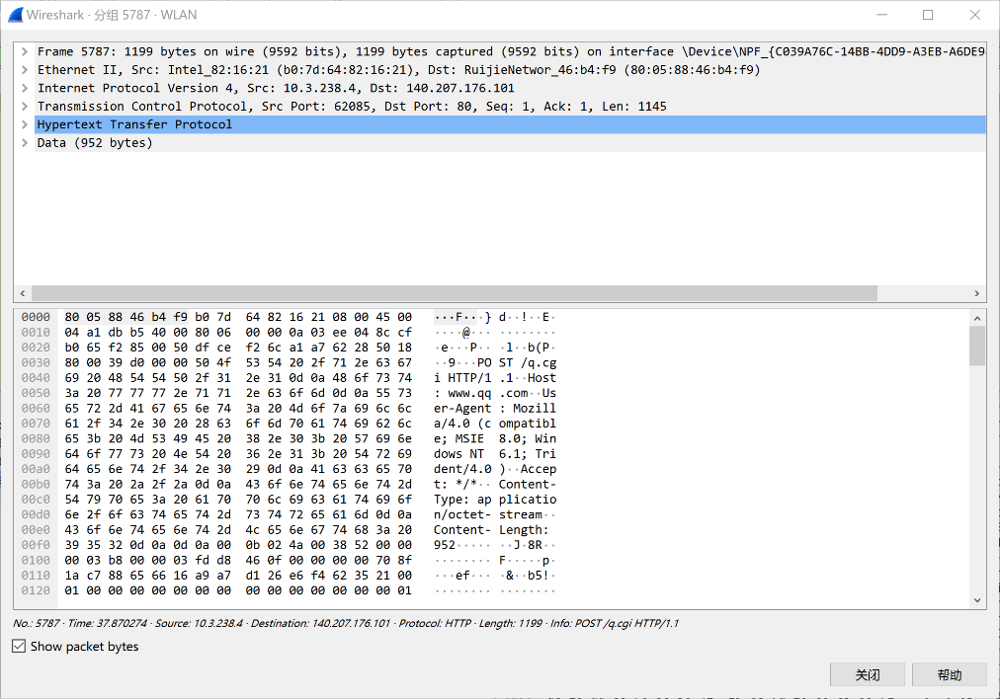 Wireshark · 分组 5787 · WLAN
Frame 5787: 1199 bytes on wire (9592 bits), 1199 bytes captured (9592 bits) on interface \Device\NPF_{C039A76C-14BB-4DD9-A3EB-A6DE9
Ethernet II, Src: Intel_82:16:21 (b0:7d:64:82:16:21), Dst: RuijieNetwor_46:b4:f9 (80:05:88:46:b4:f9)
Internet Protocol Version 4, Src: 10.3.238.4, Dst: 140.207.176.101
Transmission Control Protocol, Src Port: 62085, Dst Port: 80, Seq: 1, Ack: 1, Len: 1145
Hypertext Transfer Protocol
Data (952 bytes)
0000 80 05 88 46 b4 f9 b0 7d 64 82 16 21 08 00 45 00 ···F···} d··!··E·
0010 04 a1 db b5 40 00 80 06 00 00 0a 03 ee 04 8c cf ····@··· ········
0020 b0 65 f2 85 00 50 df ce f2 6c a1 a7 62 28 50 18 ·e···P·· ·l··b(P·
0030 80 00 39 d0 00 00 50 4f 53 54 20 2f 71 2e 63 67 ··9···PO ST /q.cg
0040 69 20 48 54 54 50 2f 31 2e 31 0d 0a 48 6f 73 74 i HTTP/1 .1··Host
0050 3a 20 77 77 77 2e 71 71 2e 63 6f 6d 0d 0a 55 73 : www.qq .com··Us
0060 65 72 2d 41 67 65 6e 74 3a 20 4d 6f 7a 69 6c 6c er-Agent : Mozill
0070 61 2f 34 2e 30 20 28 63 6f 6d 70 61 74 69 62 6c a/4.0 (c ompatibl
0080 65 3b 20 4d 53 49 45 20 38 2e 30 3b 20 57 69 6e e; MSIE 8.0; Win
0090 64 6f 77 73 20 4e 54 20 36 2e 31 3b 20 54 72 69 dows NT 6.1; Tri
00a0 64 65 6e 74 2f 34 2e 30 29 0d 0a 41 63 63 65 70 dent/4.0 )··Accep
00b0 74 3a 20 2a 2f 2a 0d 0a 43 6f 6e 74 65 6e 74 2d t: */*·· Content-
00c0 54 79 70 65 3a 20 61 70 70 6c 69 63 61 74 69 6f Type: ap plicatio
00d0 6e 2f 6f 63 74 65 74 2d 73 74 72 65 61 6d 0d 0a n/octet- stream··
00e0 43 6f 6e 74 65 6e 74 2d 4c 65 6e 67 74 68 3a 20 Content- Length:
00f0 39 35 32 0d 0a 0d 0a 00 0b 02 4a 00 38 52 00 00 952····· ··J·8R··
0100 00 03 b8 00 00 03 fd d8 46 0f 00 00 00 00 70 8f ········ F·····p·
0110 1a c7 88 65 66 16 a9 a7 d1 26 e6 f4 62 35 21 00 ···ef··· ·&··b5!·
0120 01 00 00 00 00 00 00 00 00 00 00 00 00 00 00 01 ········ ········
No.: 5787 · Time: 37.870274 · Source: 10.3.238.4 · Destination: 140.207.176.101 · Protocol: HTTP · Length: 1199 · Info: POST /q.cgi HTTP/1.1
Show packet bytes
关闭 帮助